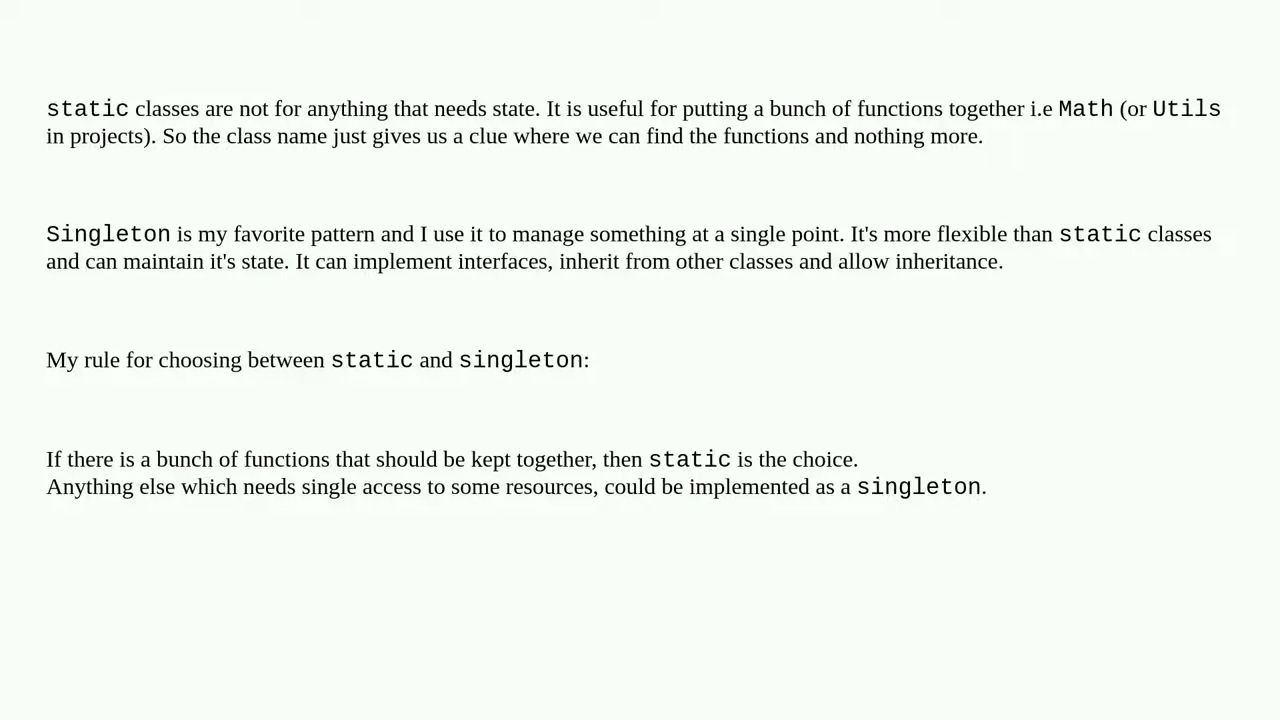 static classes are not for anything that needs state. It is useful for putting a bunch of functions together i.e Math (or Utils
in projects). So the class name just gives us a clue where we can find the functions and nothing more.
Singleton is my favorite pattern and I use it to manage something at a single point. It's more flexible than static classes
and can maintain it's state. It can implement interfaces, inherit from other classes and allow inheritance.
My rule for choosing between static and singleton:
If there is a bunch of functions that should be kept together, then static is the choice.
Anything else which needs single access to some resources, could be implemented as a singleton.